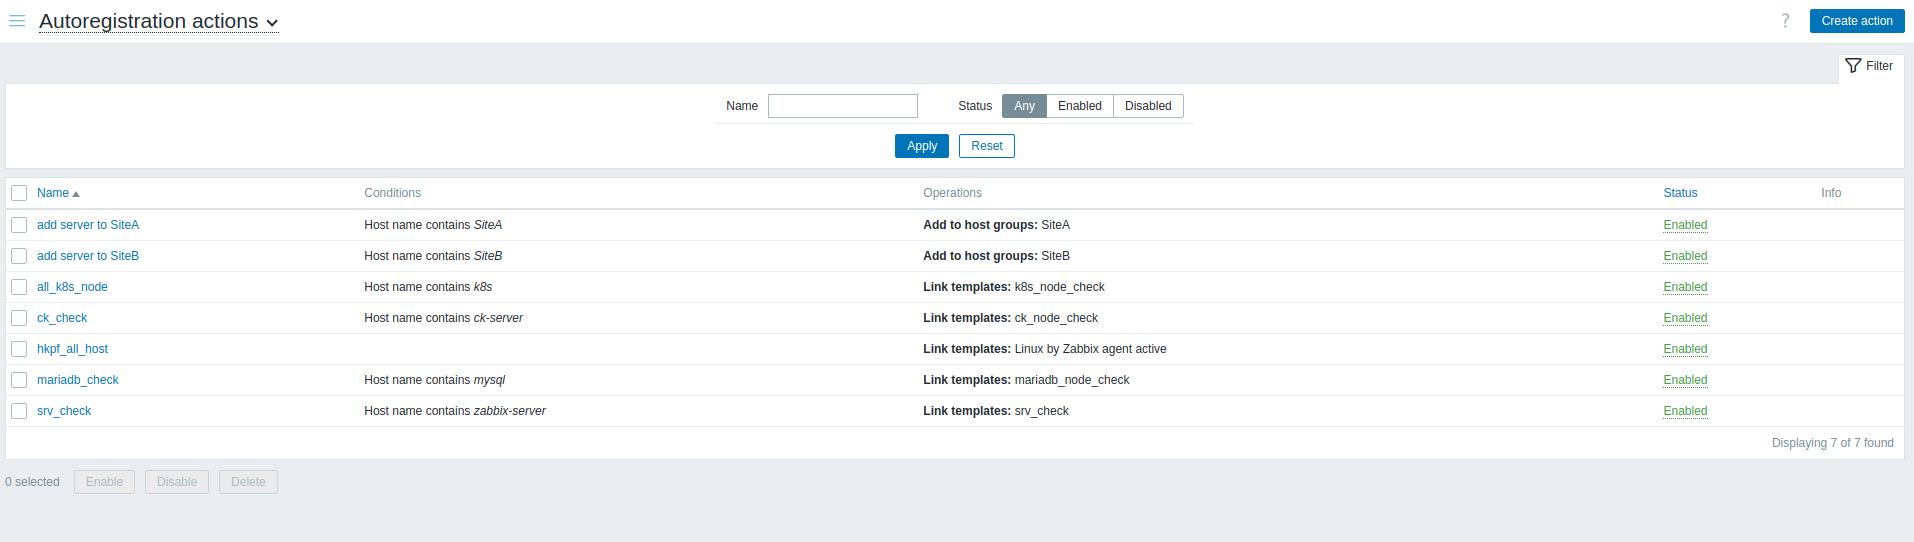 Autoregistration actions
? Create action
Filter
Name Status Any Enabled Disabled
Apply Reset
Name Conditions Operations Status Info
add server to SiteA Host name contains SiteA Add to host groups: SiteA Enabled
add server to SiteB Host name contains SiteB Add to host groups: SiteB Enabled
all_k8s_node Host name contains k8s Link templates: k8s_node_check Enabled
ck_check Host name contains ck-server Link templates: ck_node_check Enabled
hkpf_all_host Link templates: Linux by Zabbix agent active Enabled
mariadb_check Host name contains mysql Link templates: mariadb_node_check Enabled
srv_check Host name contains zabbix-server Link templates: srv_check Enabled
Displaying 7 of 7 found
0 selected Enable Disable Delete